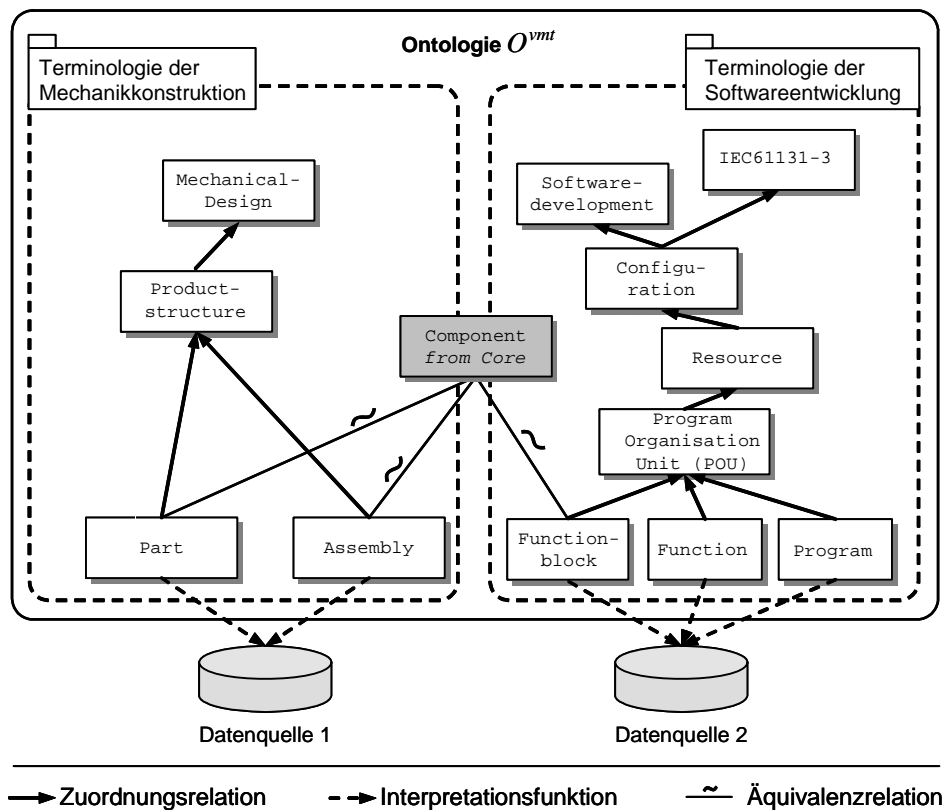 Ontologie O^vmt
Terminologie der
Mechanikkonstruktion
Terminologie der
Softwareentwicklung
Mechanical-
Design
Product-
structure
Part
Assembly
Component
from Core
Software-
development
IEC61131-3
Configu-
ration
Resource
Program
Organisation
Unit (POU)
Function-
block
Function
Program
~
~
~
Datenquelle 1
Datenquelle 2
Zuordnungsrelation
Interpretationsfunktion
~
Äquivalenzrelation